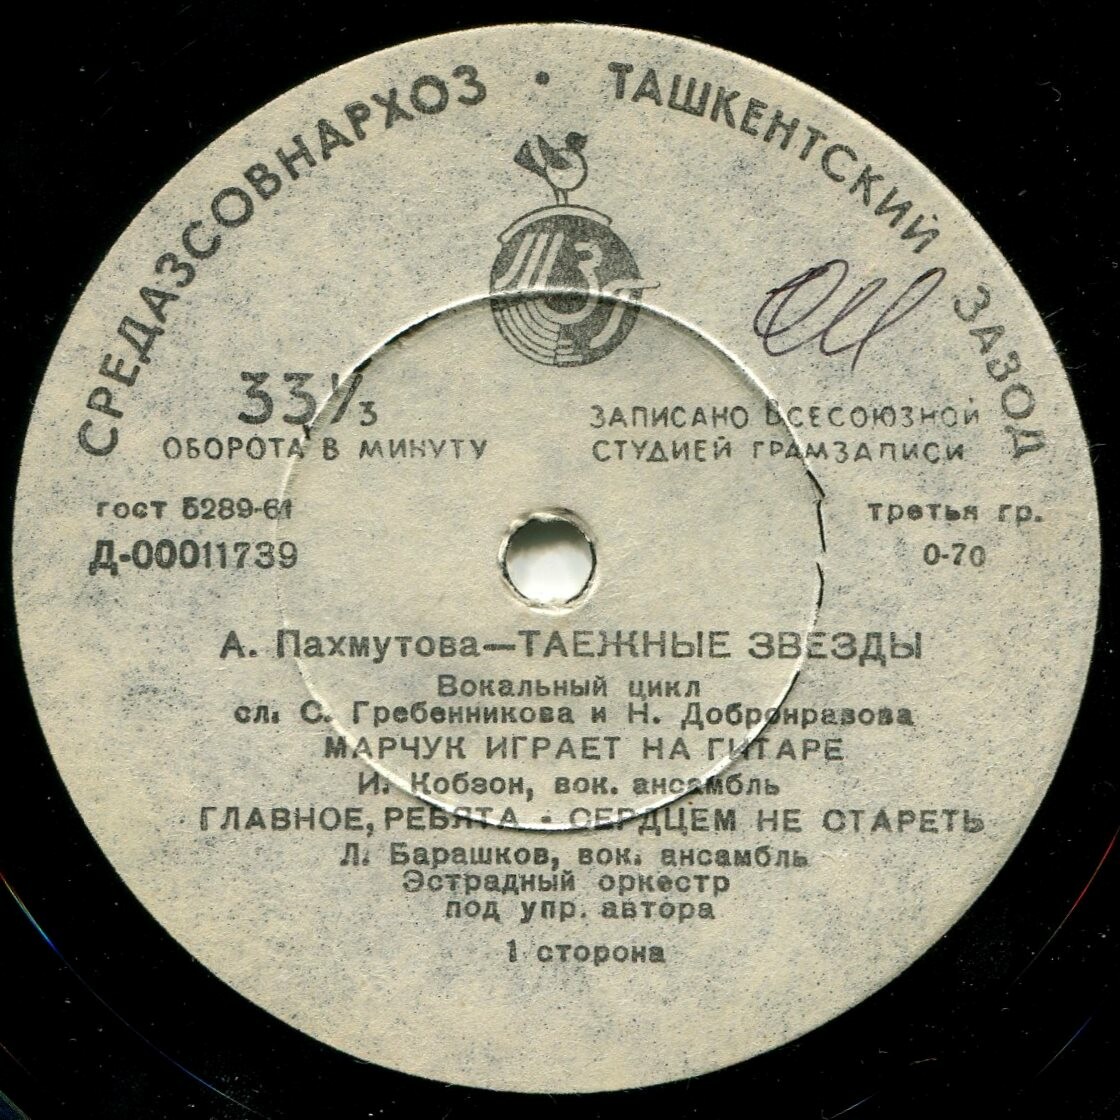 СРЕДАЗСОВНАРХОЗ • ТАШКЕНТСКИЙ ЗАВОД
33⅓
ОБОРОТА В МИНУТУ
ЗАПИСАНО ВСЕСОЮЗНОЙ
СТУДИЕЙ ГРАМЗАПИСИ
гост 5289-61
третья гр.
Д-00011739
0-70
А. Пахмутова—ТАЕЖНЫЕ ЗВЕЗДЫ
Вокальный цикл
сл. С. Гребенникова и Н. Добронравова
МАРЧУК ИГРАЕТ НА ГИТАРЕ
И. Кобзон, вок. ансамбль
ГЛАВНОЕ, РЕБЯТА • СЕРДЦЕМ НЕ СТАРЕТЬ
Л. Барашков, вок. ансамбль
Эстрадный оркестр
под упр. автора
1 сторона